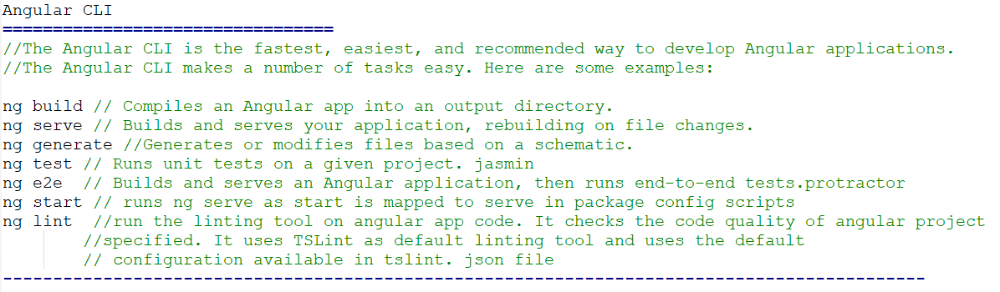 Angular CLI
=================================
//The Angular CLI is the fastest, easiest, and recommended way to develop Angular applications.
//The Angular CLI makes a number of tasks easy. Here are some examples:
ng build // Compiles an Angular app into an output directory.
ng serve // Builds and serves your application, rebuilding on file changes.
ng generate //Generates or modifies files based on a schematic.
ng test // Runs unit tests on a given project. jasmin
ng e2e  // Builds and serves an Angular application, then runs end-to-end tests.protractor
ng start // runs ng serve as start is mapped to serve in package config scripts
ng lint  //run the linting tool on angular app code. It checks the code quality of angular project
//specified. It uses TSLint as default linting tool and uses the default
// configuration available in tslint. json file
--------------------------------------------------------------------------------------------